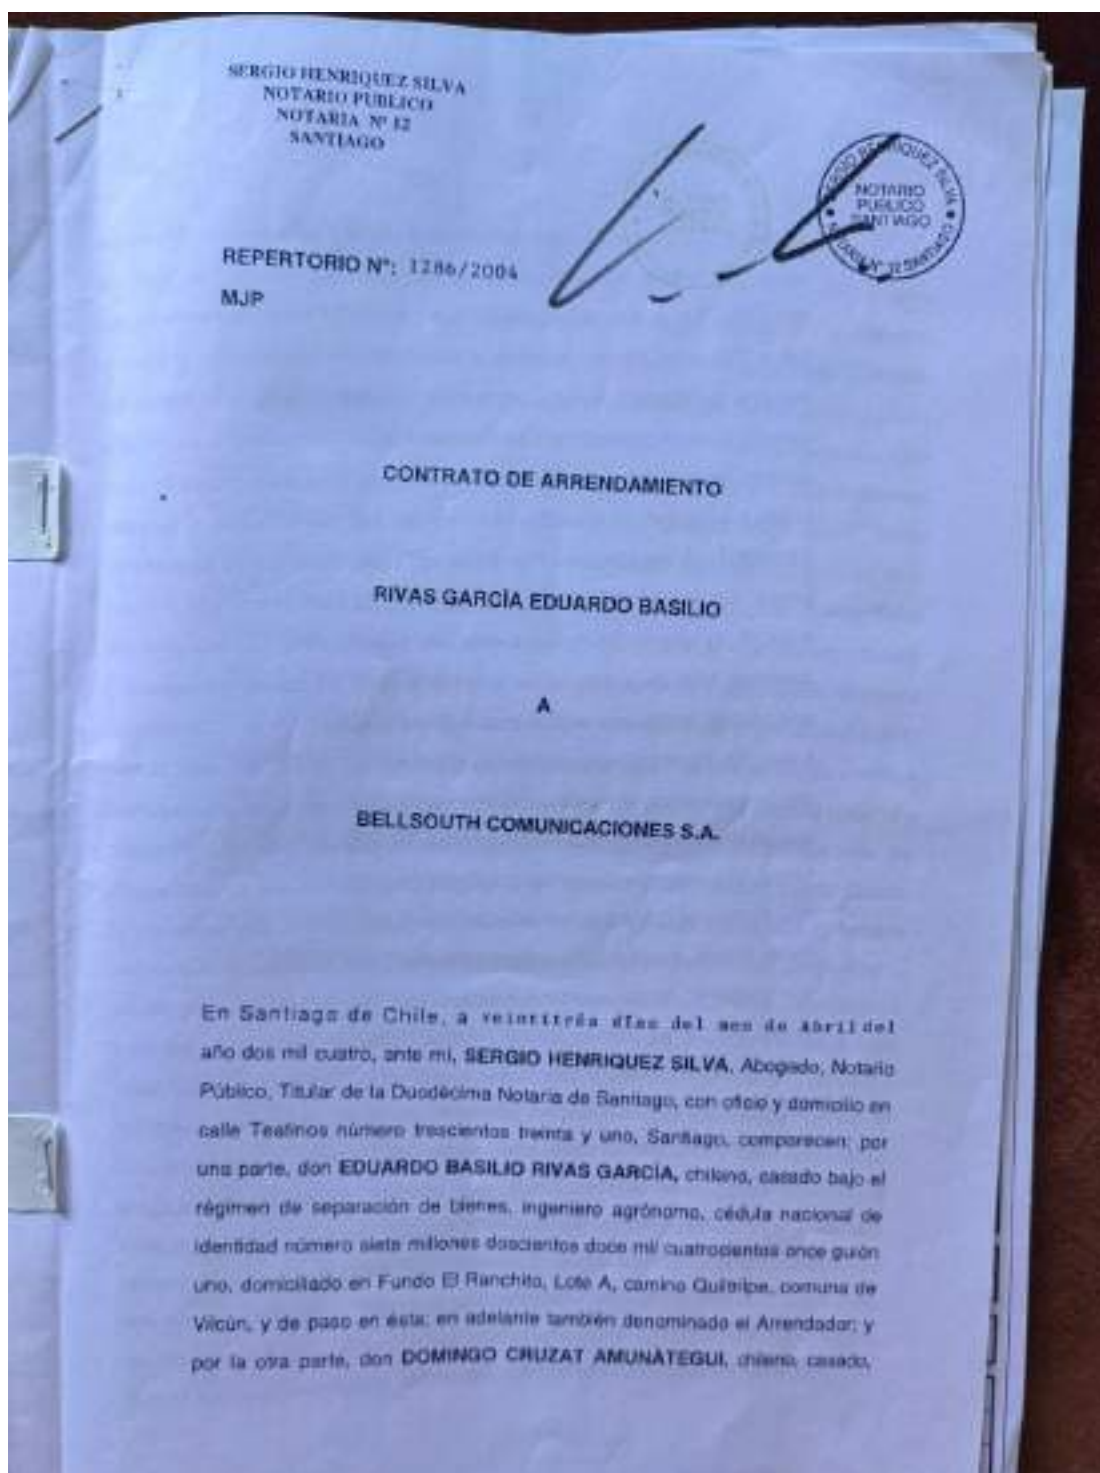 SERGIO HENRIQUEZ SILVA
NOTARIO PUBLICO
NOTARIA Nº 12
SANTIAGO
SERGIO HENRIQUEZ SILVA
NOTARIO
PUBLICO
SANTIAGO
REPERTORIO Nº: 1286/2004
MJP
CONTRATO DE ARRENDAMIENTO
RIVAS GARCÍA EDUARDO BASILIO
A
BELLSOUTH COMUNICACIONES S.A.
En Santiago de Chile, a veintitrés días del mes de Abril del
año dos mil cuatro, ante mí, SERGIO HENRIQUEZ SILVA, Abogado, Notario
Público, Titular de la Duodécima Notaría de Santiago, con oficio y domicilio en
calle Teatinos número trescientos treinta y uno, Santiago, comparecen: por
una parte, don EDUARDO BASILIO RIVAS GARCÍA, chileno, casado bajo el
régimen de separación de bienes, ingeniero agrónomo, cédula nacional de
identidad número siete millones doscientos doce mil cuatrocientos once guión
uno, domiciliado en Fundo El Ranchito, Lote A, camino comuna de
Vilcún, y de paso en ésta; en adelante también denominado el Arrendador; y
por la otra parte, don DOMINGO CRUZAT AMUNÁTEGUI, chileno, casado,